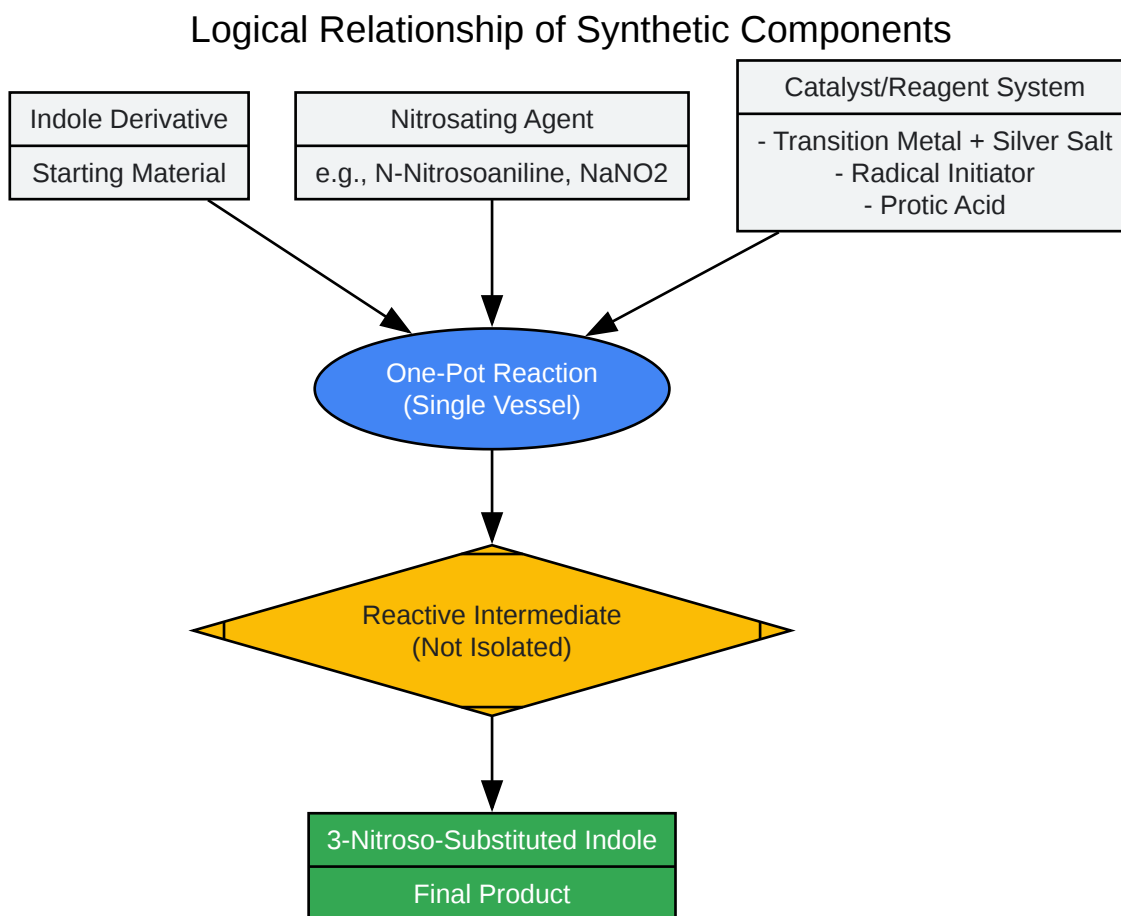 Logical Relationship of Synthetic Components
Indole Derivative
Starting Material
Nitrosating Agent
e.g., N-Nitrosoaniline, NaNO2
Catalyst/Reagent System
- Transition Metal + Silver Salt
- Radical Initiator
- Protic Acid
One-Pot Reaction
(Single Vessel)
Reactive Intermediate
(Not Isolated)
3-Nitroso-Substituted Indole
Final Product